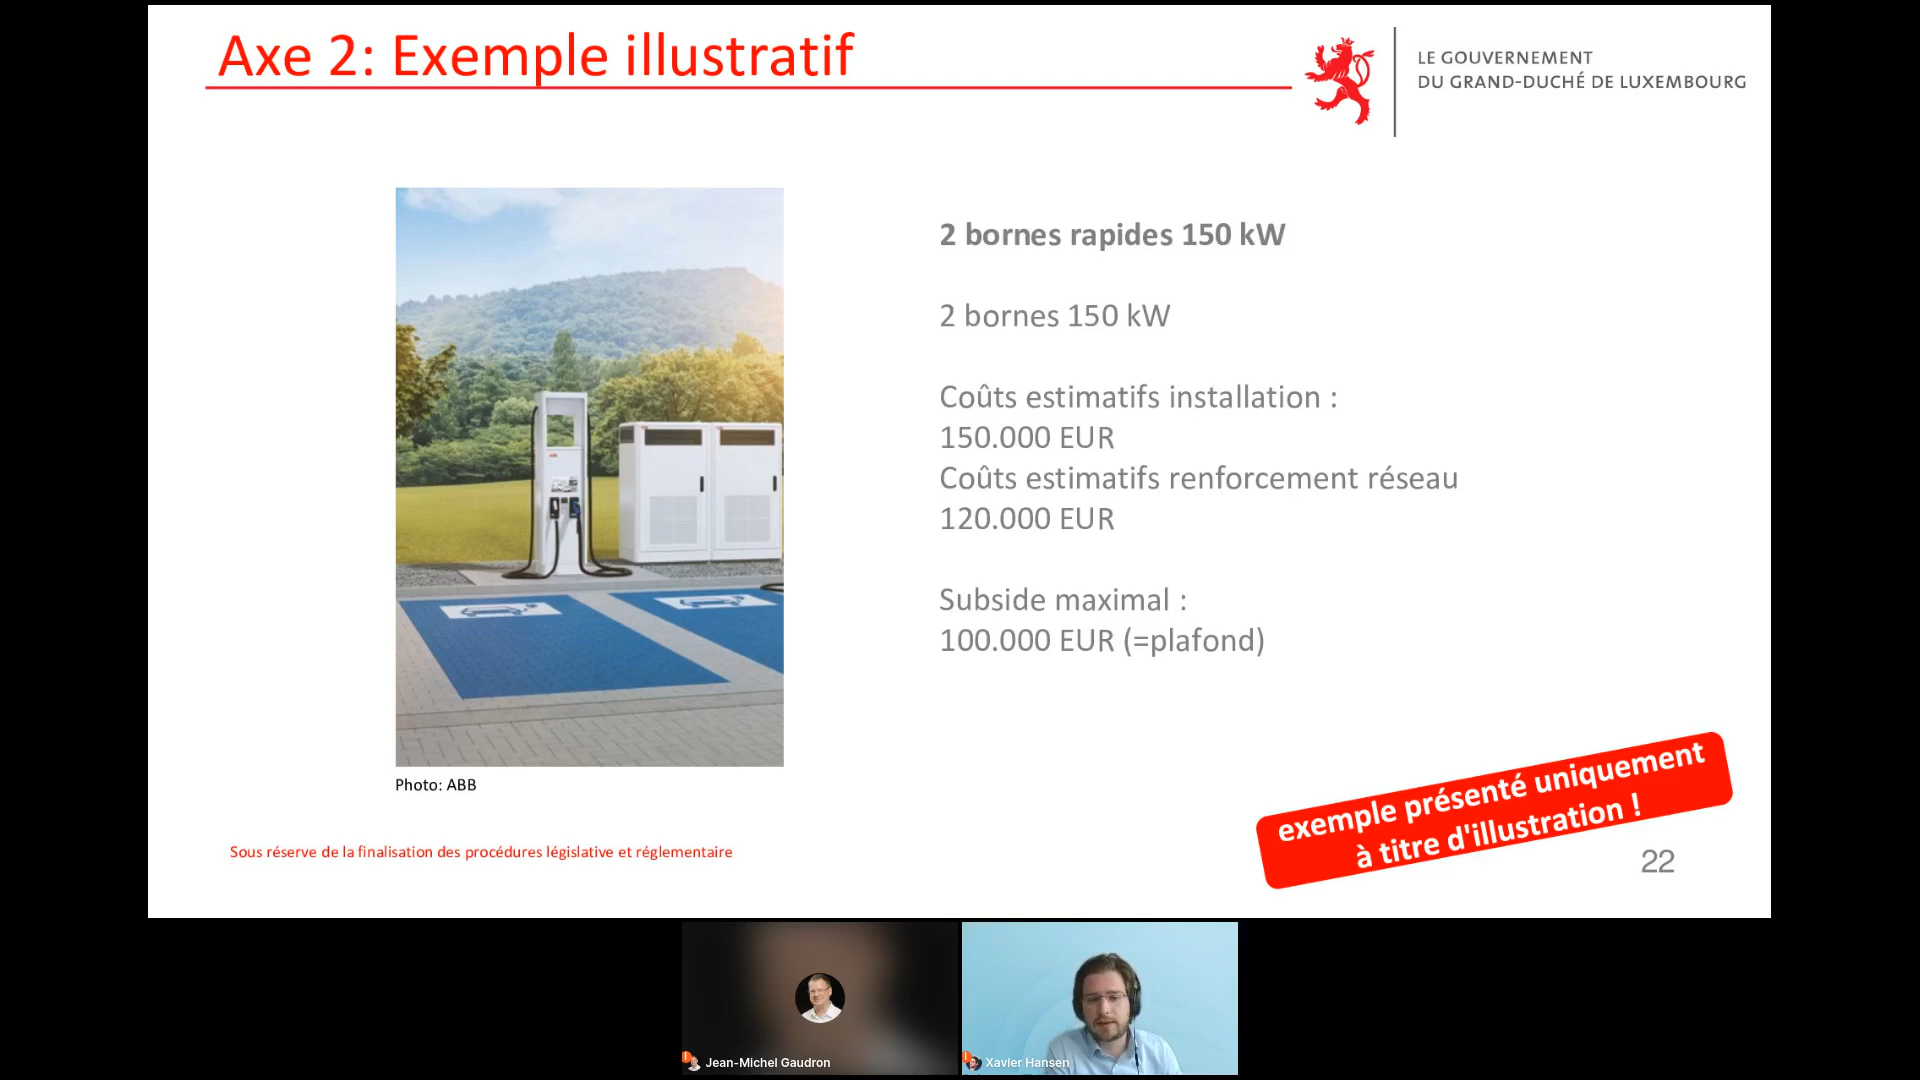 Axe 2: Exemple illustratif
LE GOUVERNEMENT
DU GRAND-DUCHÉ DE LUXEMBOURG
2 bornes rapides 150 kW
2 bornes 150 kW
Coûts estimatifs installation :
150.000 EUR
Coûts estimatifs renforcement réseau
120.000 EUR
Subside maximal :
100.000 EUR (=plafond)
Photo: ABB
exemple présenté uniquement
à titre d'illustration !
Sous réserve de la finalisation des procédures législative et réglementaire
22
Jean-Michel Gaudron
Xavier Hansen